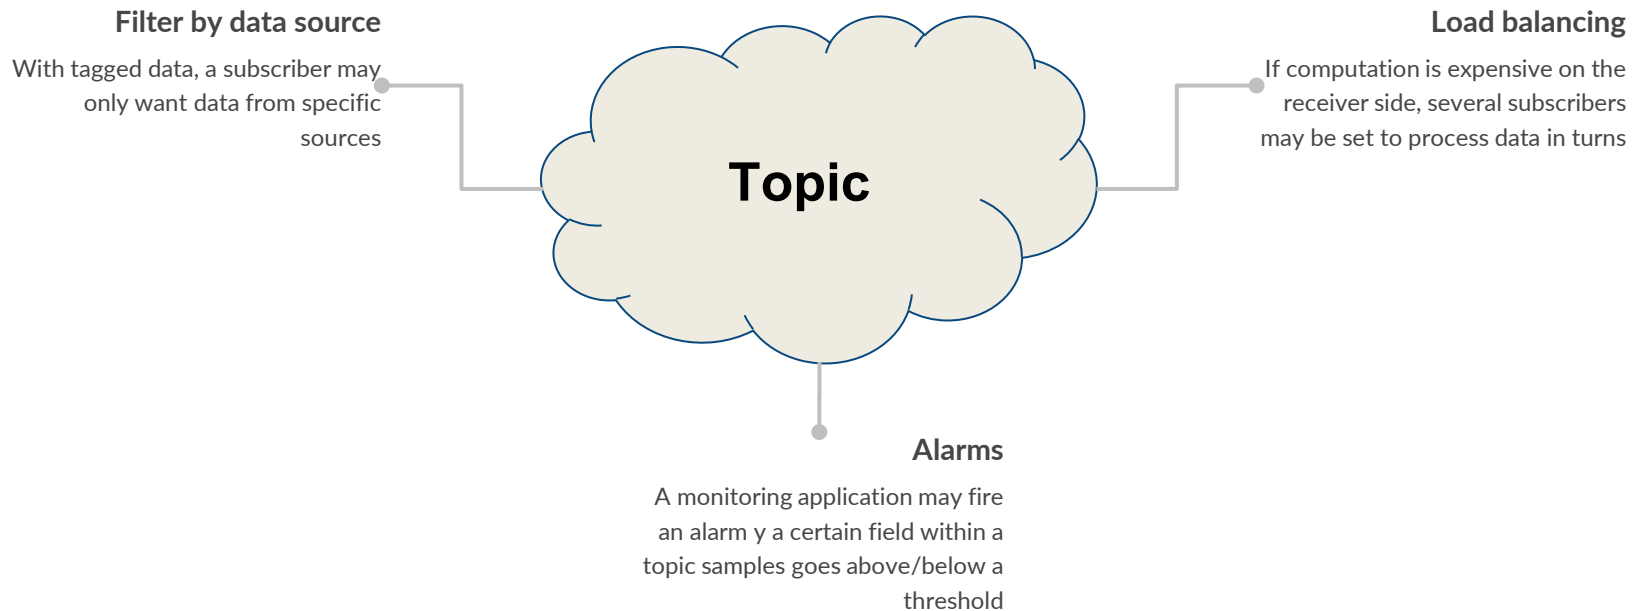 Filter by data source
With tagged data, a subscriber may
only want data from specific
sources
Topic
Load balancing
If computation is expensive on the
receiver side, several subscribers
may be set to process data in turns
Alarms
A monitoring application may fire
an alarm y a certain field within a
topic samples goes above/below a
threshold